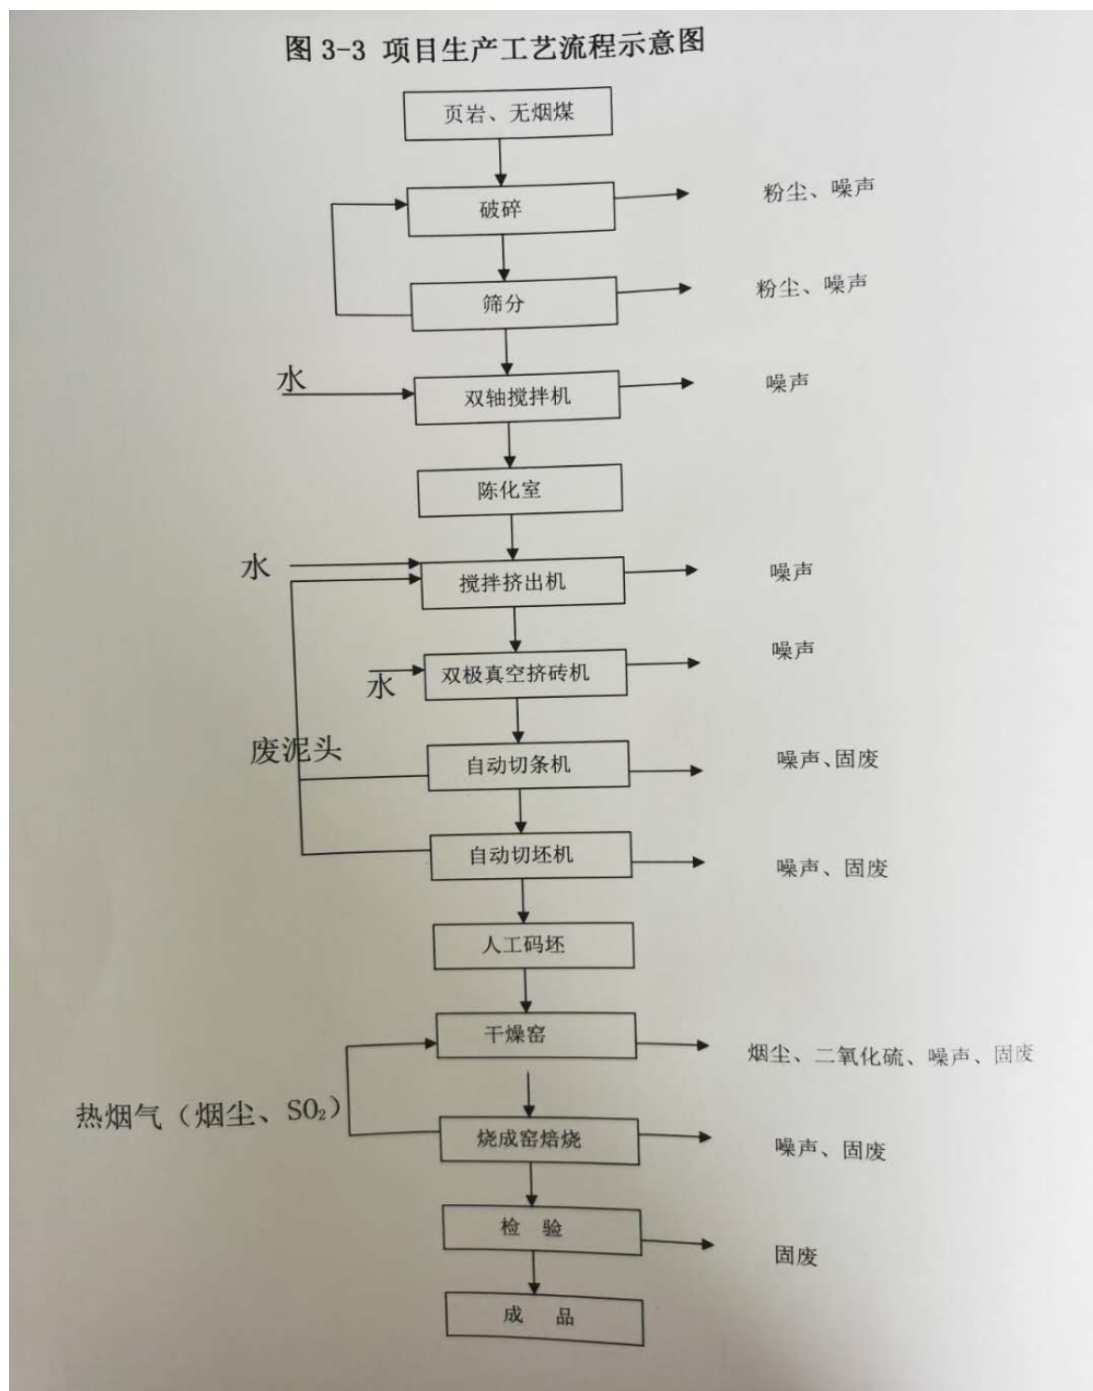 图 3-3 项目生产工艺流程示意图
页岩、无烟煤
破碎
粉尘、噪声
筛分
粉尘、噪声
水
双轴搅拌机
噪声
陈化室
水
搅拌挤出机
噪声
水
双极真空挤砖机
噪声
废泥头
自动切条机
噪声、固废
自动切坯机
噪声、固废
人工码坯
干燥窑
烟尘、二氧化硫、噪声、固废
热烟气（烟尘、SO₂）
烧成窑焙烧
噪声、固废
检 验
固废
成 品